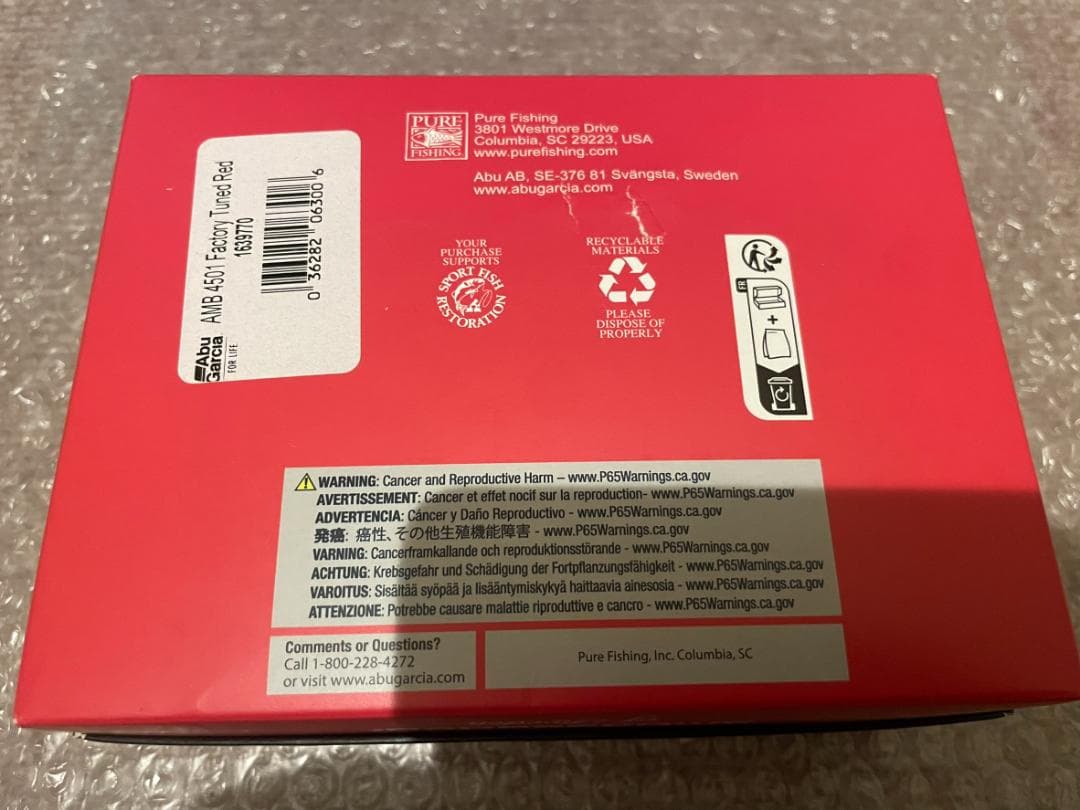 AMB 4501 Factory Tuned Red
1639770
0 36282 06300 6
Abu
Garcia
FOR LIFE
PURE
FISHING
Pure Fishing
3801 Westmore Drive
Columbia, SC 29223, USA
www.purefishing.com
Abu AB, SE-376 81 Svängsta, Sweden
www.abugarcia.com
YOUR
PURCHASE
SUPPORTS
SPORT FISH
RESTORATION
RECYCLABLE
MATERIALS
PLEASE
DISPOSE OF
PROPERLY
FR
+
WARNING: Cancer and Reproductive Harm – www.P65Warnings.ca.gov
AVERTISSEMENT: Cancer et effet nocif sur la reproduction- www.P65Warnings.ca.gov
ADVERTENCIA: Cáncer y Daño Reproductivo - www.P65Warnings.ca.gov
発癌: 癌性、その他生殖機能障害 - www.P65Warnings.ca.gov
VARNING: Cancerframkallande och reproduktionsstörande - www.P65Warnings.ca.gov
ACHTUNG: Krebsgefahr und Schädigung der Fortpflanzungsfähigkeit - www.P65Warnings.ca.gov
VAROITUS: Sisältää syöpää ja lisääntymiskykyä haittaavia ainesosia - www.P65Warnings.ca.gov
ATTENZIONE: Potrebbe causare malattie riproduttive e cancro - www.P65Warnings.ca.gov
Comments or Questions?
Call 1-800-228-4272
or visit www.abugarcia.com
Pure Fishing, Inc. Columbia, SC